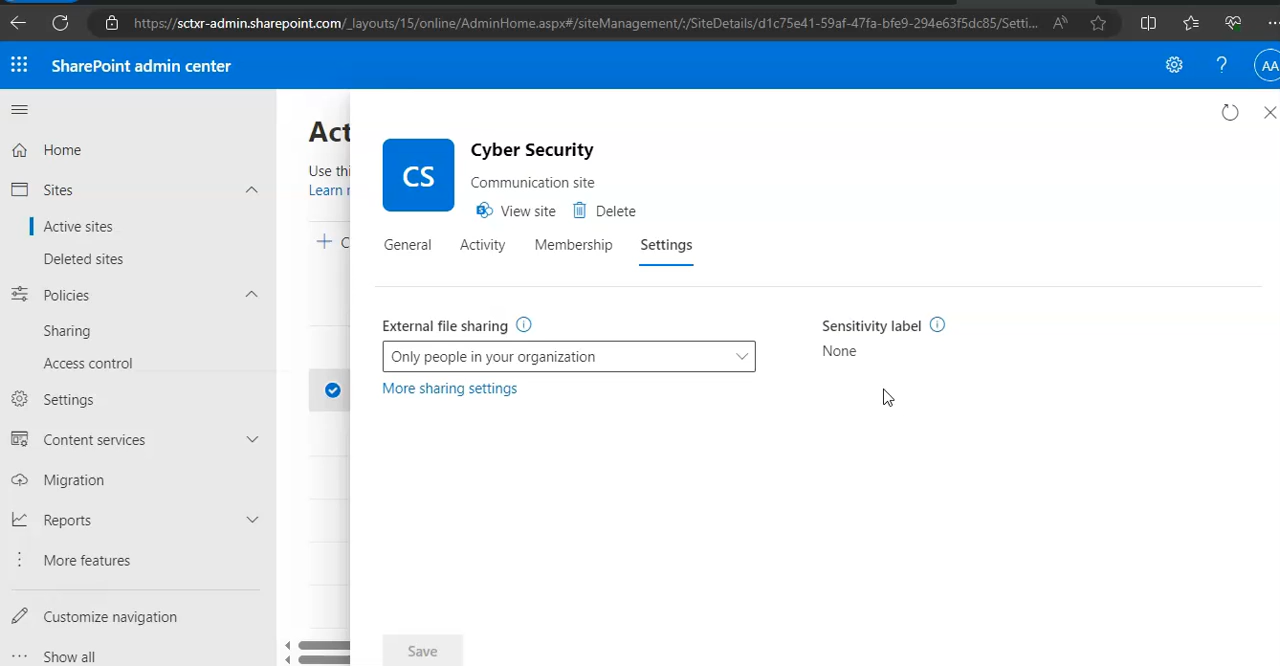 https://sctxr-admin.sharepoint.com/_layouts/15/online/AdminHome.aspx#/siteManagement/:/SiteDetails/d1c75e41-59af-47fa-bfe9-294e63f5dc85/Setti...
SharePoint admin center
AA
Home
Sites
Active sites
Deleted sites
Policies
Sharing
Access control
Settings
Content services
Migration
Reports
More features
Customize navigation
Show all
Act
Use thi
Learn r
C
CS
Cyber Security
Communication site
View site Delete
General Activity Membership Settings
External file sharing
Only people in your organization
More sharing settings
Sensitivity label
None
Save